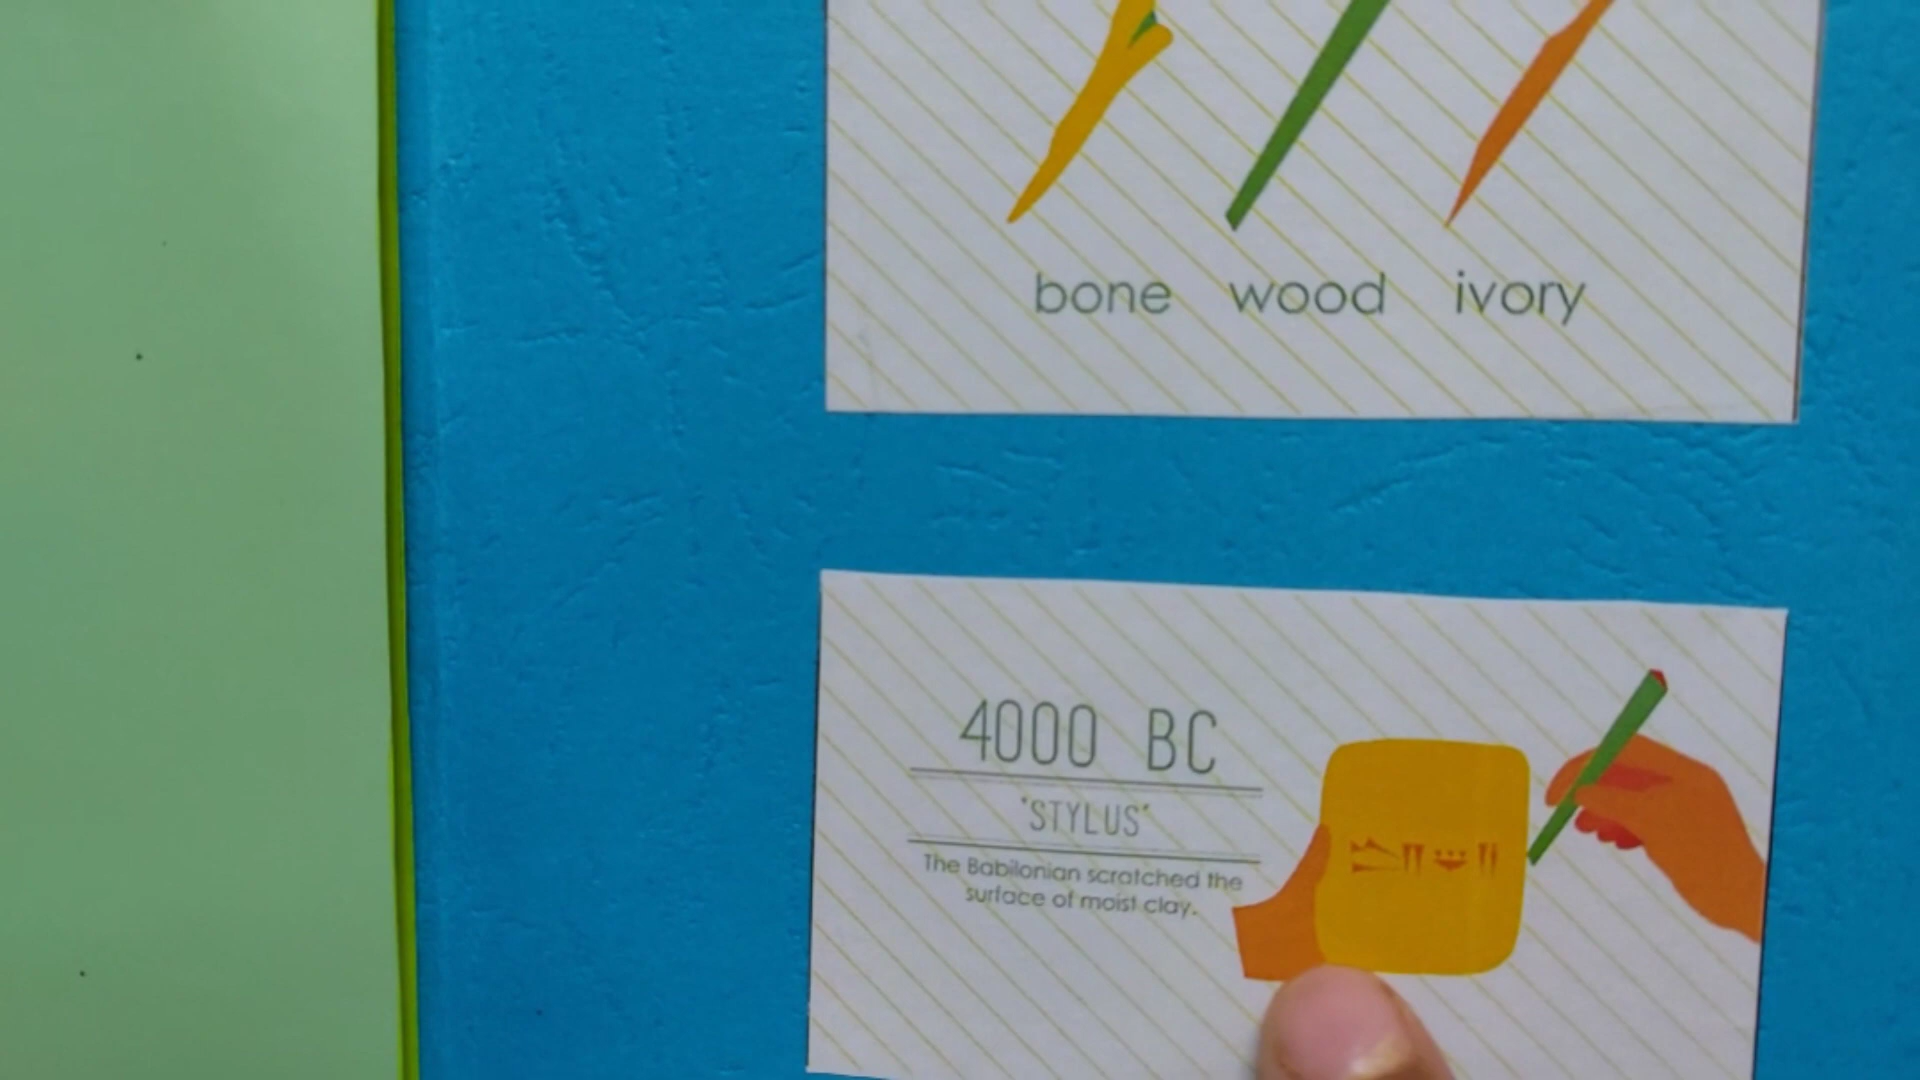 bone wood ivory
4000 BC
"STYLUS"
The Babilonian scratched the
surface of moist clay.